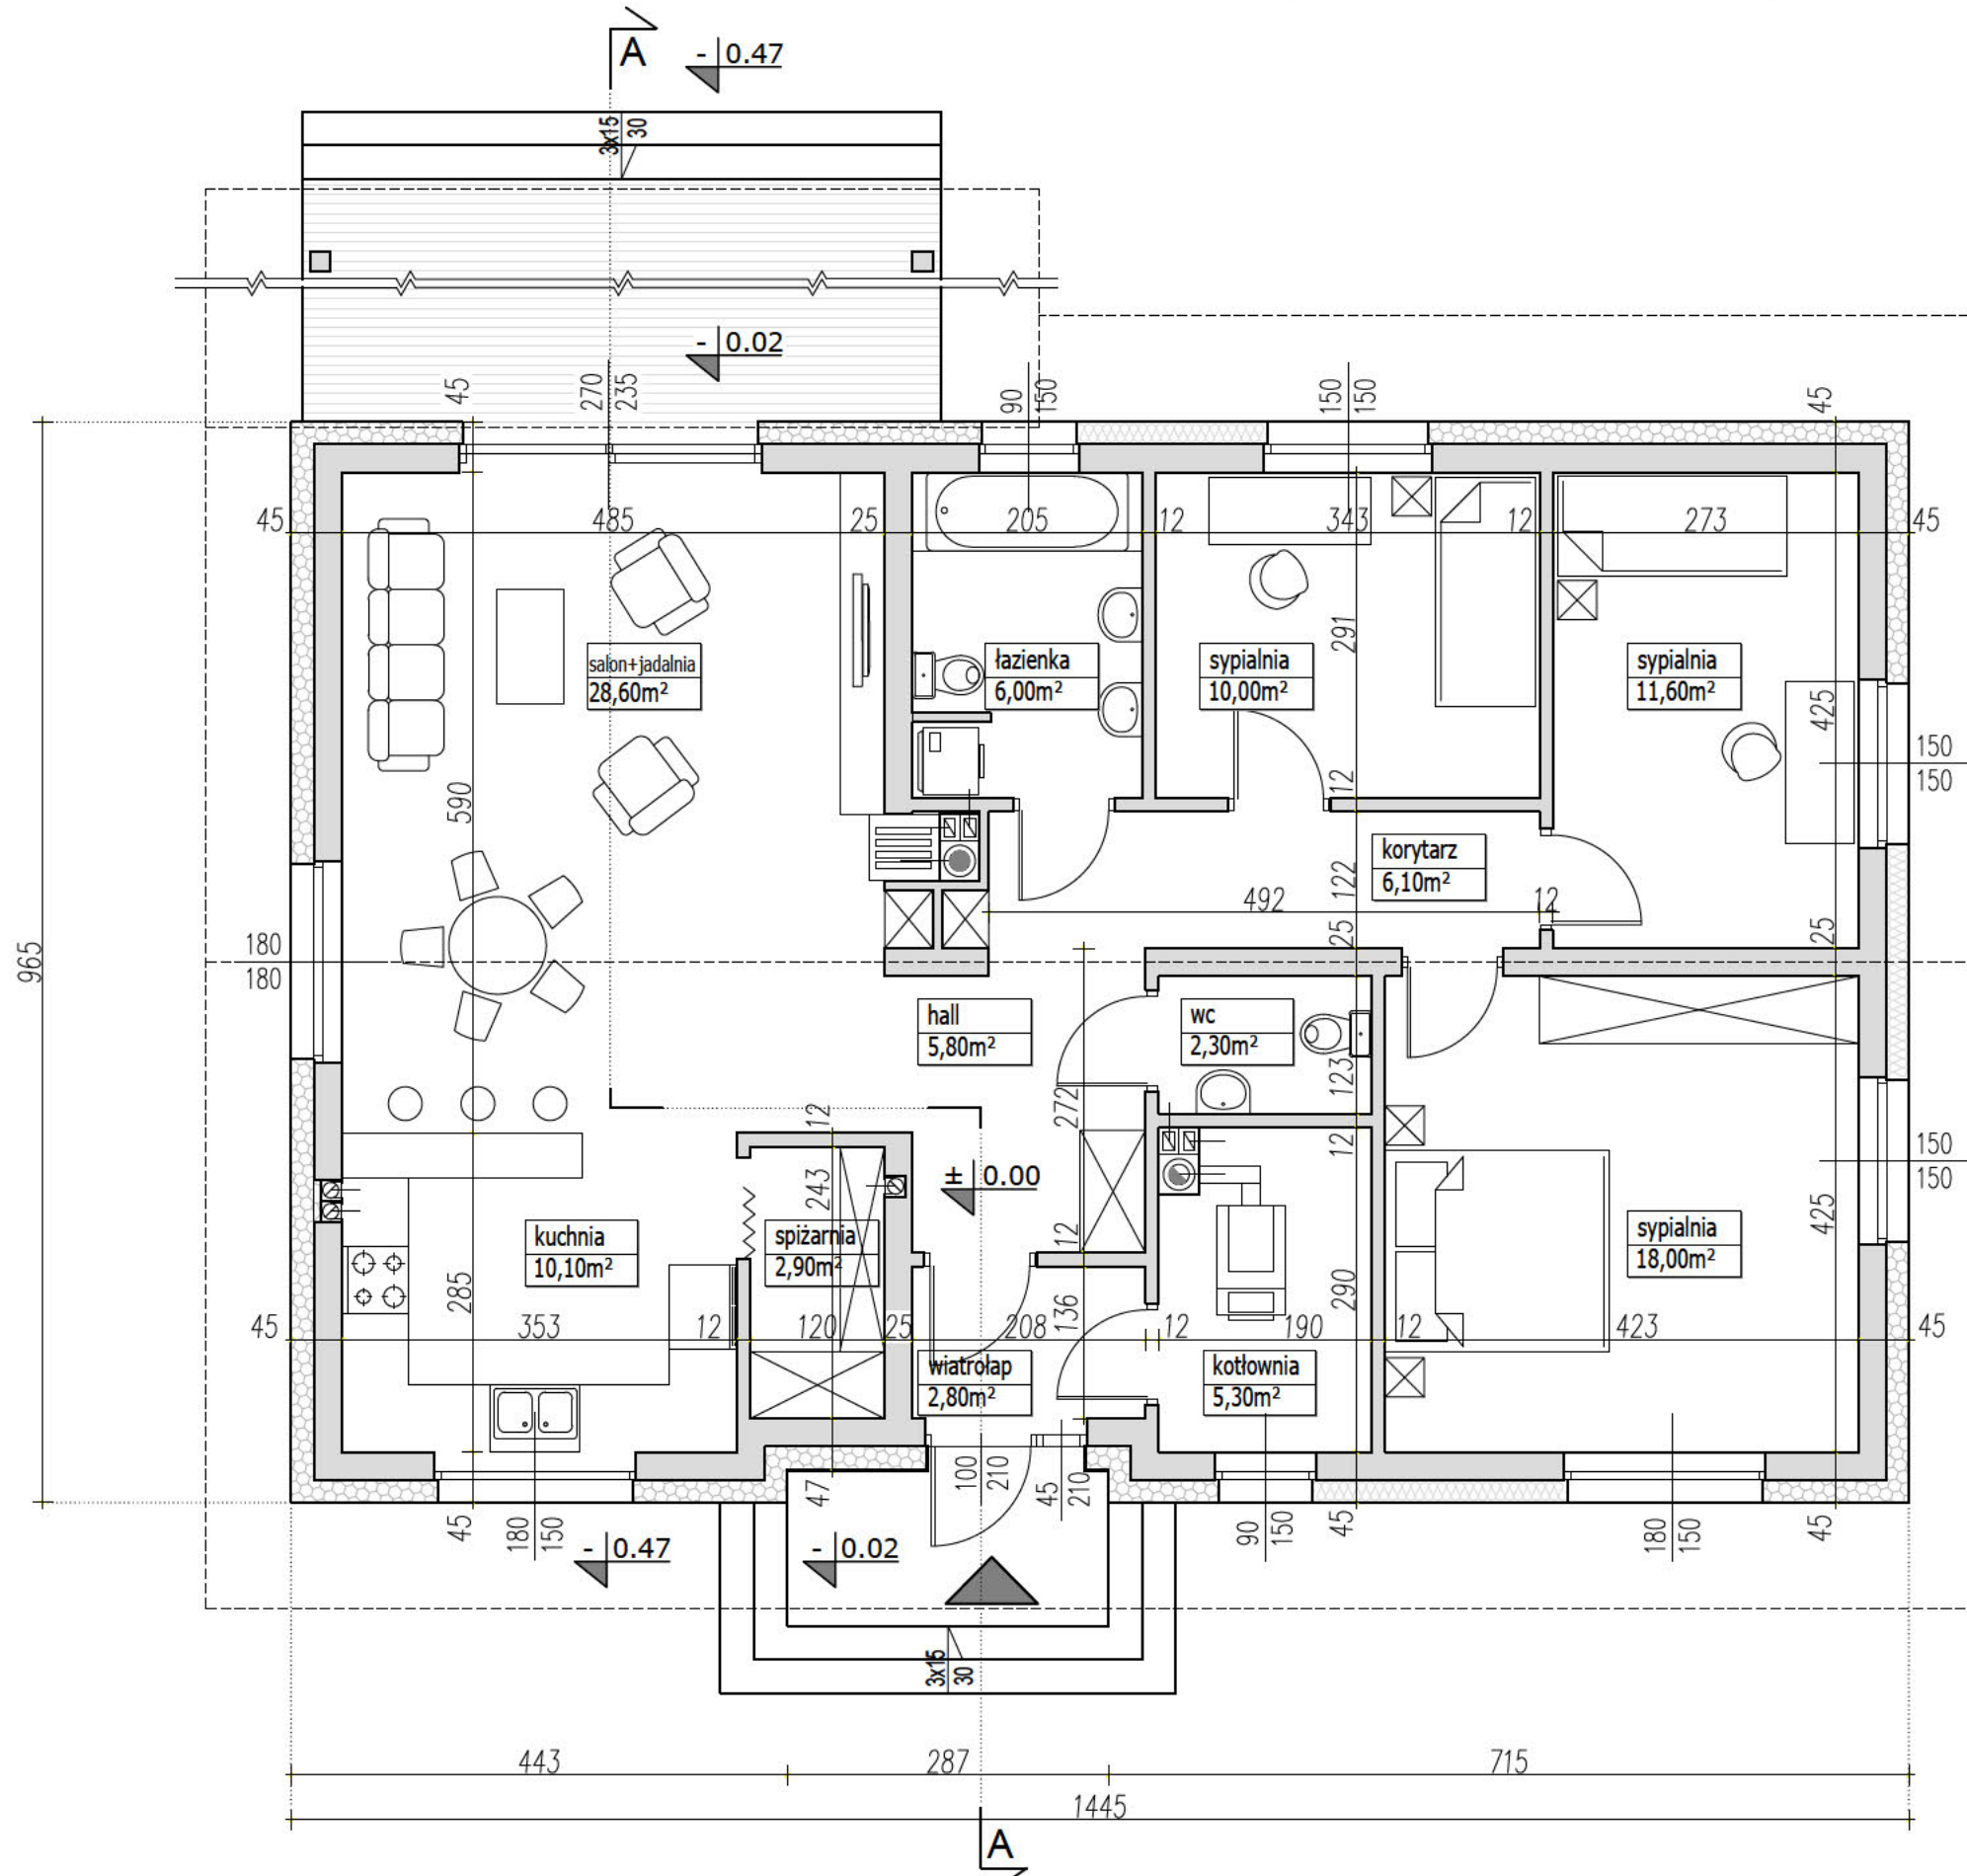 A
- 0.47
3x15
30
- 0.02
45
270
235
90
150
150
150
45
45
485
25
205
12
343
12
273
45
salon+jadalnia
28,60m²
łazienka
6,00m²
sypialnia
10,00m²
sypialnia
11,60m²
291
425
150
150
590
12
korytarz
6,10m²
122
492
12
25
25
180
180
965
hall
5,80m²
wc
2,30m²
123
272
12
12
150
150
± 0.00
243
425
kuchnia
10,10m²
spiżarnia
2,90m²
12
sypialnia
18,00m²
285
290
136
45
353
12
120
25
208
12
190
12
423
45
wiatrołap
2,80m²
kotłownia
5,30m²
47
100
210
45
210
45
180
150
90
150
45
180
150
45
- 0.47
- 0.02
3x15
30
443
287
715
1445
A